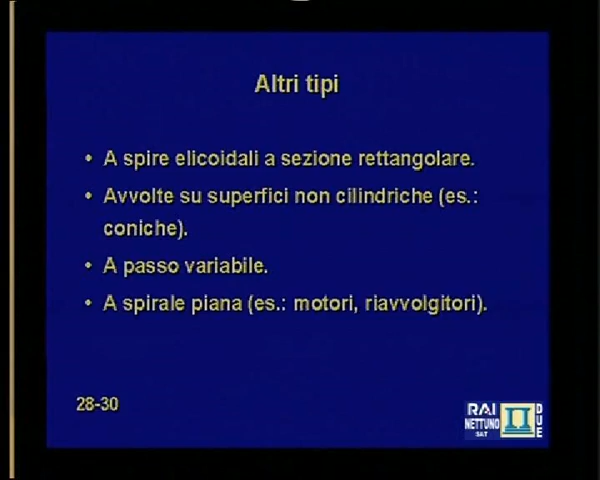 Altri tipi
• A spire elicoidali a sezione rettangolare.
• Avvolte su superfici non cilindriche (es.:
coniche).
• A passo variabile.
• A spirale piana (es.: motori, riavvolgitori).
28-30
RAI
NETTUNO
SAT
DUE